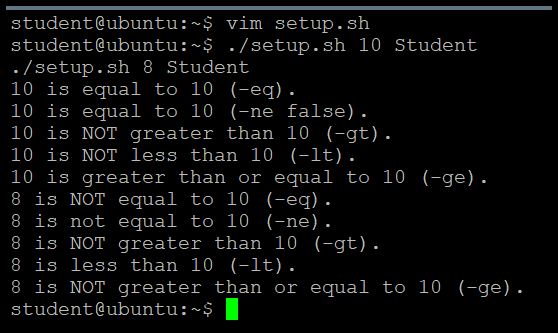 student@ubuntu:~$ vim setup.sh
student@ubuntu:~$ ./setup.sh 10 Student
./setup.sh 8 Student
10 is equal to 10 (-eq).
10 is equal to 10 (-ne false).
10 is NOT greater than 10 (-gt).
10 is NOT less than 10 (-lt).
10 is greater than or equal to 10 (-ge).
8 is NOT equal to 10 (-eq).
8 is not equal to 10 (-ne).
8 is NOT greater than 10 (-gt).
8 is less than 10 (-lt).
8 is NOT greater than or equal to 10 (-ge).
student@ubuntu:~$